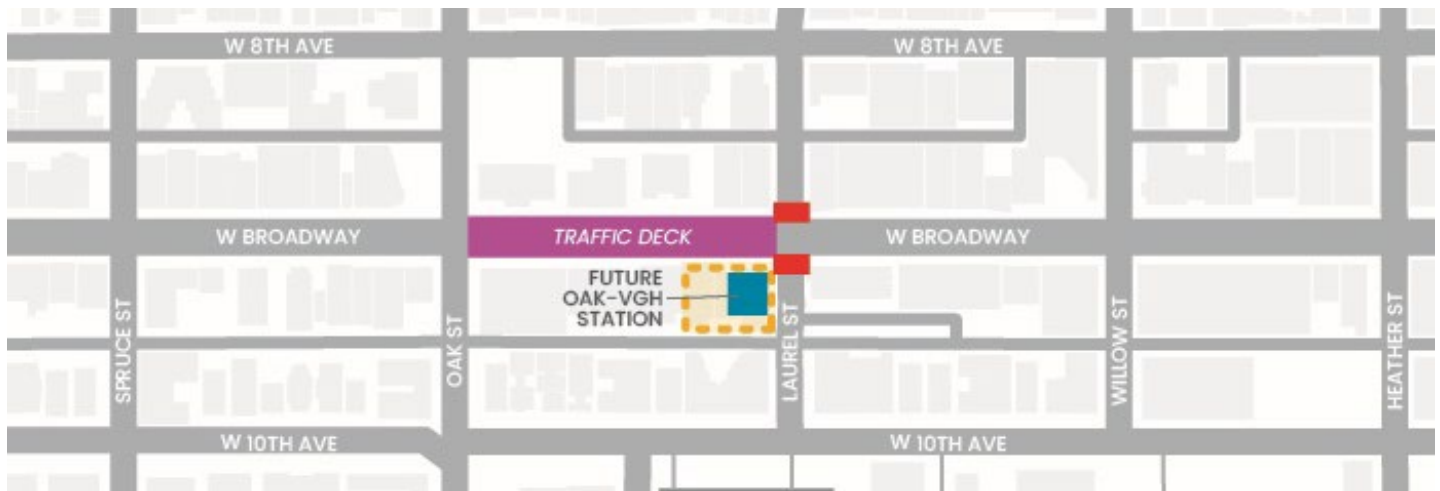 W 8TH AVE
W 8TH AVE
W BROADWAY
TRAFFIC DECK
W BROADWAY
FUTURE
OAK-VGH
STATION
SPRUCE ST
OAK ST
LAUREL ST
WILLOW ST
HEATHER ST
W 10TH AVE
W 10TH AVE